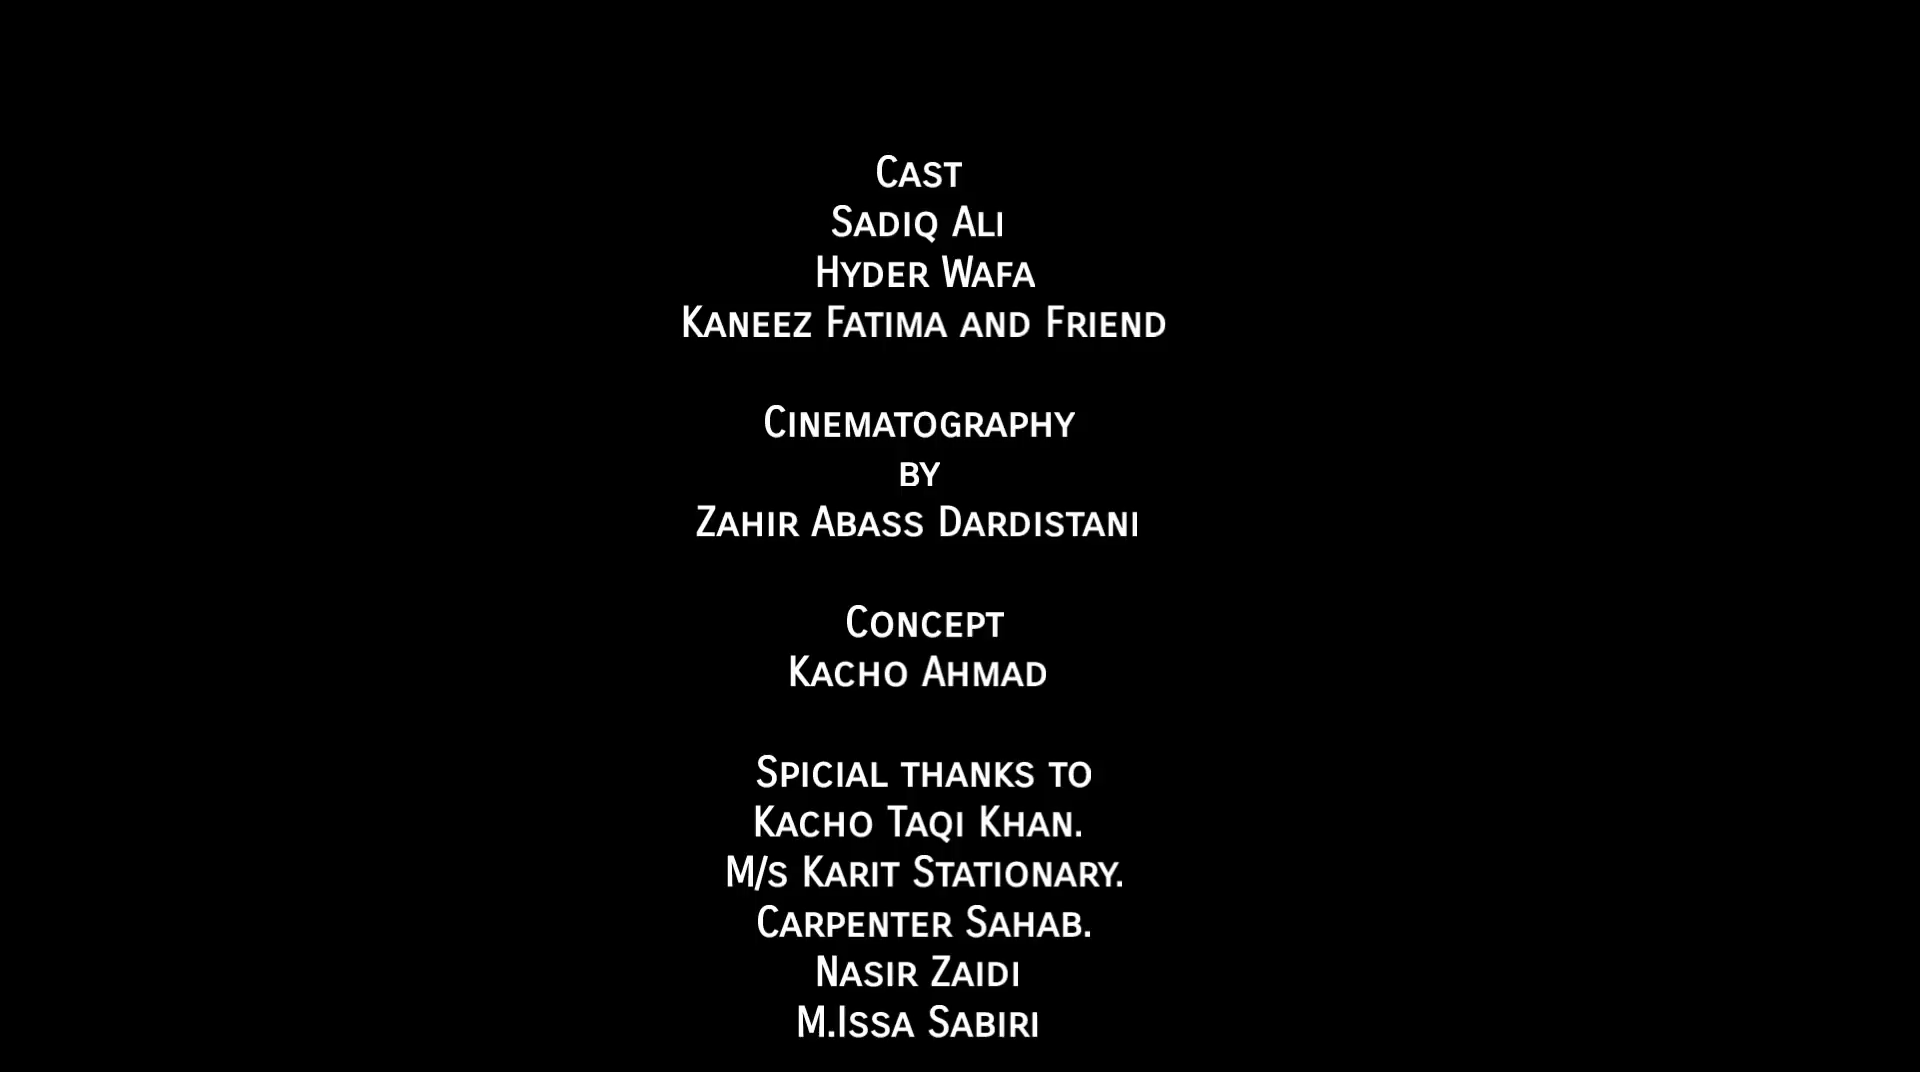 Cast
Sadiq Ali
Hyder Wafa
Kaneez Fatima and Friend
Cinematography
by
Zahir Abass Dardistani
Concept
Kacho Ahmad
Spicial thanks to
Kacho Taqi Khan.
M/s Karit Stationary.
Carpenter Sahab.
Nasir Zaidi
M.Issa Sabiri